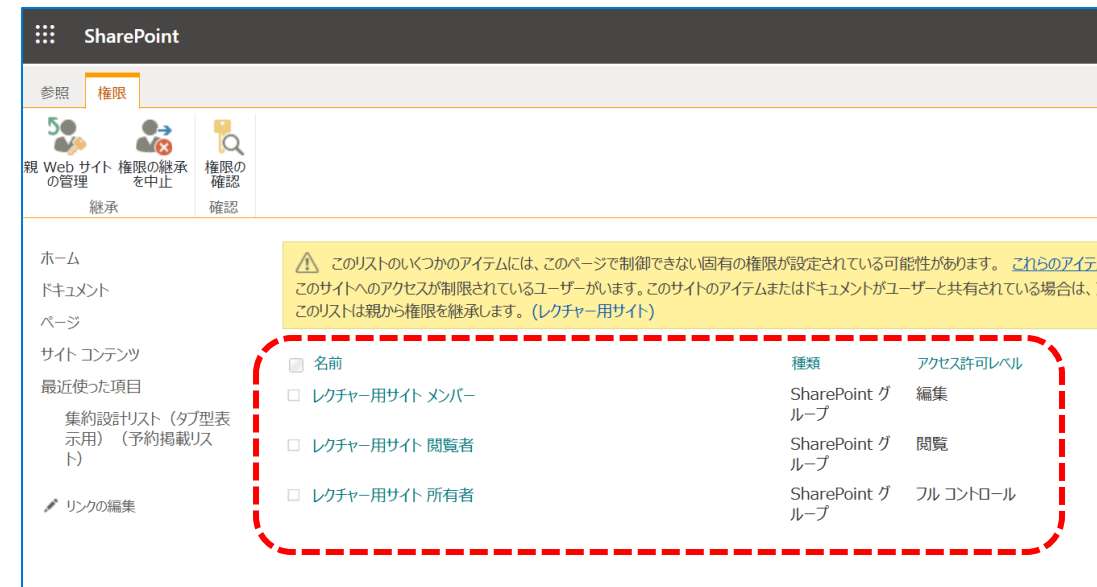 SharePoint
参照 権限
親 Web サイト
の管理
権限の継承
を中止
権限の
確認
継承 確認
ホーム
ドキュメント
ページ
サイト コンテンツ
最近使った項目
集約設計リスト（タブ型表
示用）（予約掲載リス
ト）
リンクの編集
このリストのいくつかのアイテムには、このページで制御できない固有の権限が設定されている可能性があります。 これらのアイテ
このサイトへのアクセスが制限されているユーザーがいます。このサイトのアイテムまたはドキュメントがユーザーと共有されている場合は、
このリストは親から権限を継承します。 (レクチャー用サイト)
名前 種類 アクセス許可レベル
レクチャー用サイト メンバー SharePoint グ 編集
ループ
レクチャー用サイト 閲覧者 SharePoint グ 閲覧
ループ
レクチャー用サイト 所有者 SharePoint グ フル コントロール
ループ